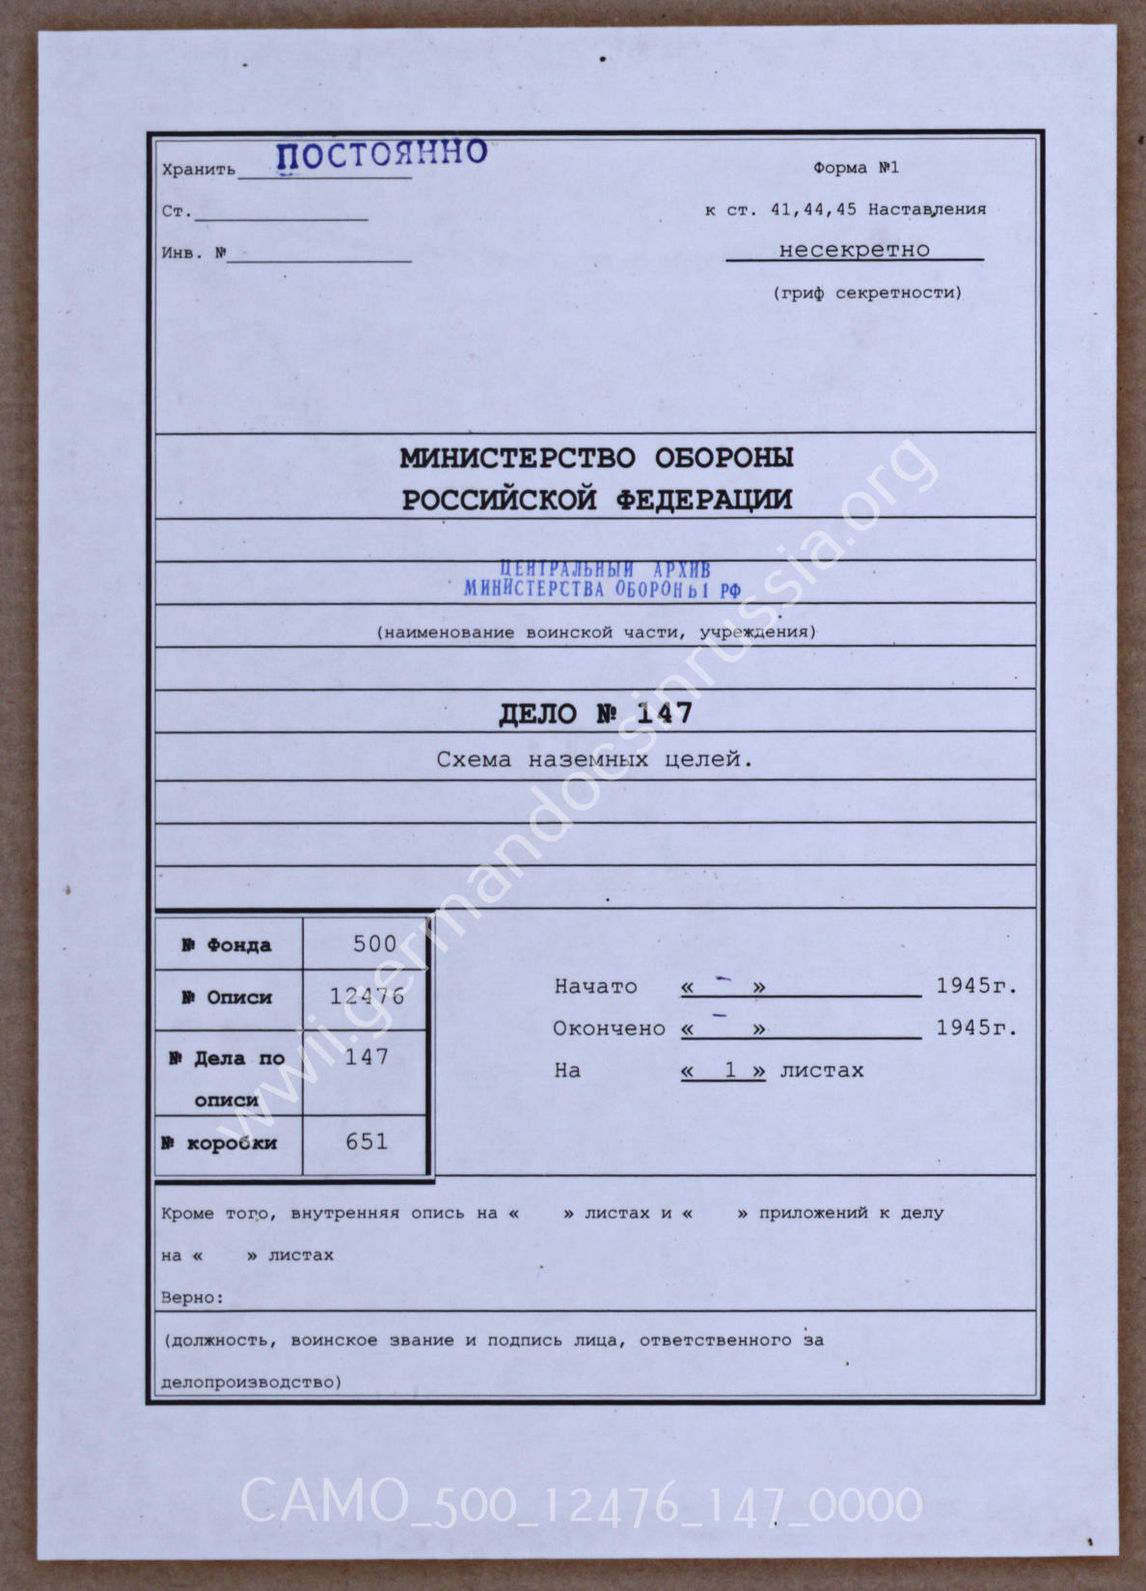 Хранить ПОСТОЯННО
Форма №1
Ст.
к ст. 41,44,45 Наставления
Инв. №
несекретно
(гриф секретности)
МИНИСТЕРСТВО ОБОРОНЫ
РОССИЙСКОЙ ФЕДЕРАЦИИ
ЦЕНТРАЛЬНЫЙ АРХИВ
МИНИСТЕРСТВА ОБОРОНЫ РФ
(наименование воинской части, учреждения)
ДЕЛО № 147
Схема наземных целей.
№ Фонда 500
№ Описи 12476
№ Дела по описи 147
№ коробки 651
Начато « – » 1945г.
Окончено « – » 1945г.
На « 1 » листах
Кроме того, внутренняя опись на « » листах и « » приложений к делу
на « » листах
Верно:
(должность, воинское звание и подпись лица, ответственного за
делопроизводство)
wwii.germandocsinrussia.org
CAMO_500_12476_147_0000